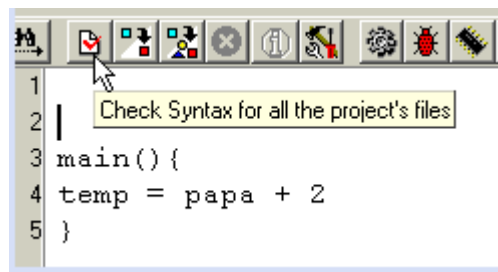 1
Check Syntax for all the project's files
2
3 main(){
4 temp = papa + 2
5 }